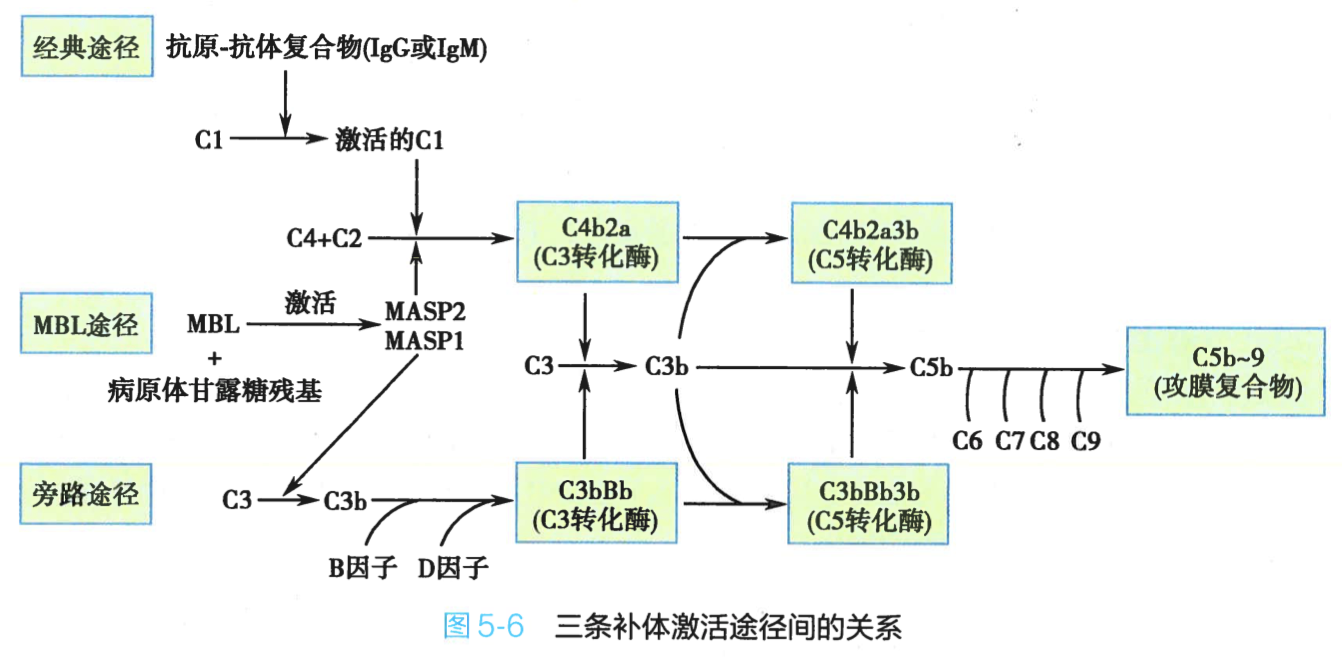 经典途径
抗原-抗体复合物(IgG或IgM)
C1
激活的C1
C4+C2
C4b2a
(C3转化酶)
C4b2a3b
(C5转化酶)
MBL途径
MBL
+
病原体甘露糖残基
激活
MASP2
MASP1
C3
C3b
C5b
C6 C7 C8 C9
C5b~9
(攻膜复合物)
旁路途径
C3
C3b
B因子
D因子
C3bBb
(C3转化酶)
C3bBb3b
(C5转化酶)
图5-6 三条补体激活途径间的关系